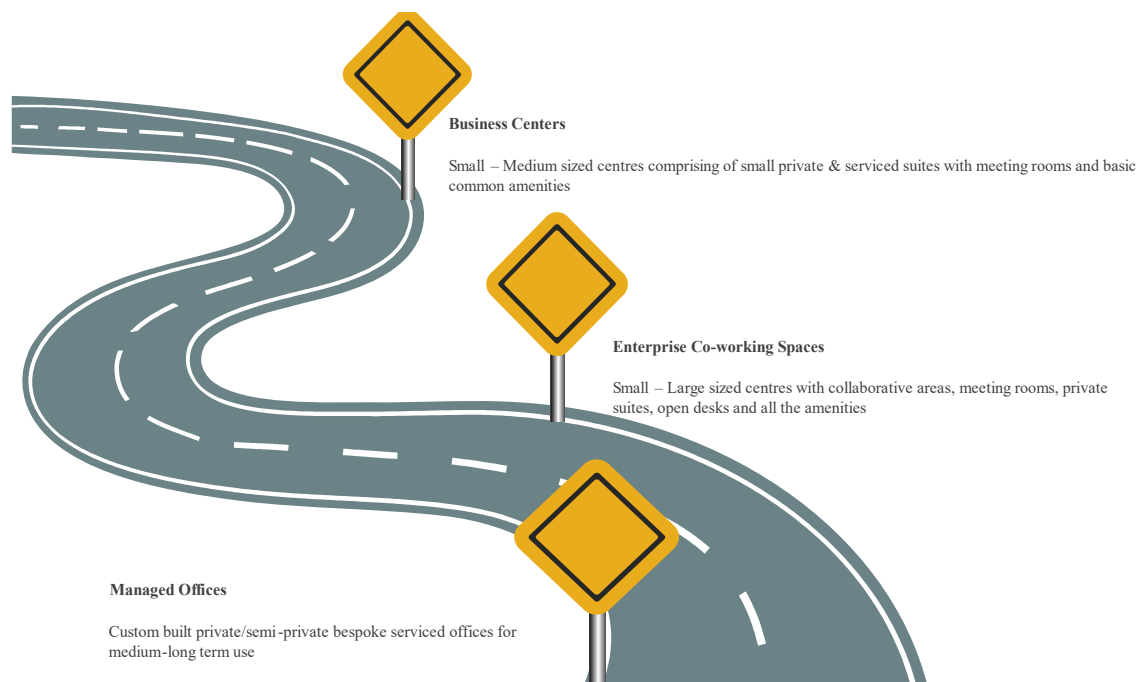 Business Centers
Small – Medium sized centres comprising of small private & serviced suites with meeting rooms and basic
common amenities
Enterprise Co-working Spaces
Small – Large sized centres with collaborative areas, meeting rooms, private
suites, open desks and all the amenities
Managed Offices
Custom built private/semi-private bespoke serviced offices for
medium-long term use